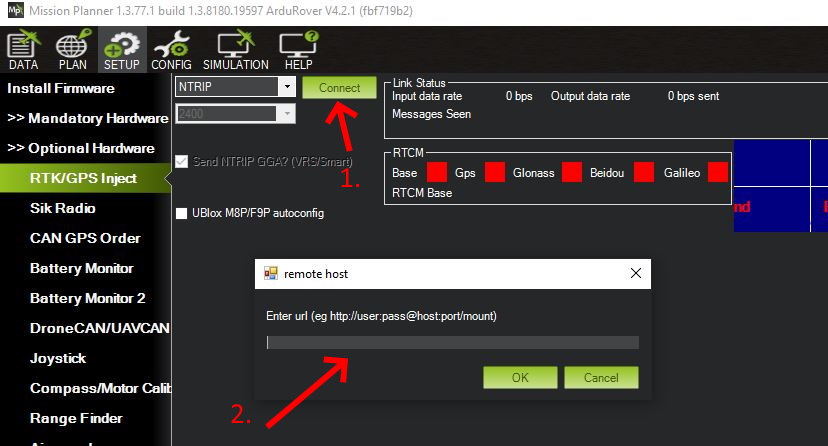 Mp
Mission Planner 1.3.77.1 build 1.3.8180.19597 ArduRover V4.2.1 (fbf719b2)
DATA PLAN SETUP CONFIG SIMULATION HELP
Install Firmware
>> Mandatory Hardware
>> Optional Hardware
RTK/GPS Inject
Sik Radio
CAN GPS Order
Battery Monitor
Battery Monitor 2
DroneCAN/UAVCAN
Joystick
Compass/Motor Calib
Range Finder
NTRIP
Connect
2400
Send NTRIP GGA? (VRS/Smart)
1.
UBlox M8P/F9P autoconfig
Link Status
Input data rate 0 bps Output data rate 0 bps sent
Messages Seen
RTCM
Base Gps Glonass Beidou Galileo
RTCM Base
nd
remote host
Enter url (eg http://user:pass@host:port/mount)
OK Cancel
2.